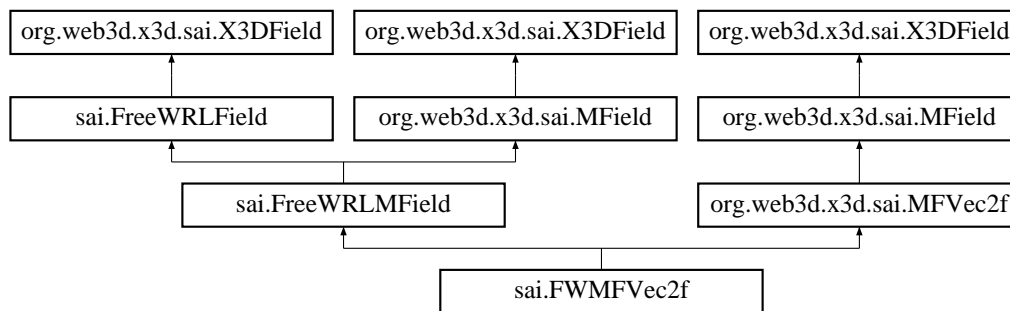 org.web3d.x3d.sai.X3DField org.web3d.x3d.sai.X3DField org.web3d.x3d.sai.X3DField
sai.FreeWRLField org.web3d.x3d.sai.MField org.web3d.x3d.sai.MField
sai.FreeWRLMField org.web3d.x3d.sai.MFVec2f
sai.FWMFVec2f